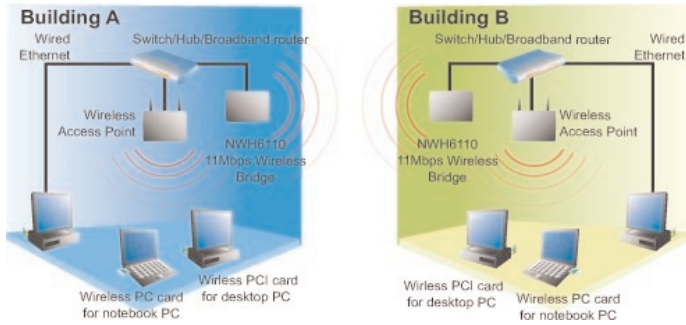 Building A
Wired
Ethernet
Switch/Hub/Broadband router
Wireless
Access Point
NWH6110
11Mbps Wireless
Bridge
Wirless PCI card
for desktop PC
Wireless PC card
for notebook PC
Building B
Switch/Hub/Broadband router
Wired
Ethernet
Wireless
Access Point
NWH6110
11Mbps Wireless
Bridge
Wirless PCI card
for desktop PC
Wireless PC card
for notebook PC